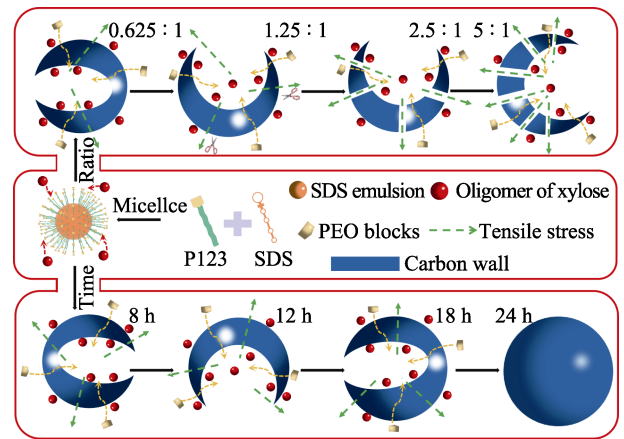 0.625∶1
1.25∶1
2.5∶1
5∶1
Ratio
Micellce
P123
SDS
SDS emulsion
Oligomer of xylose
PEO blocks
Tensile stress
Carbon wall
Time
8 h
12 h
18 h
24 h